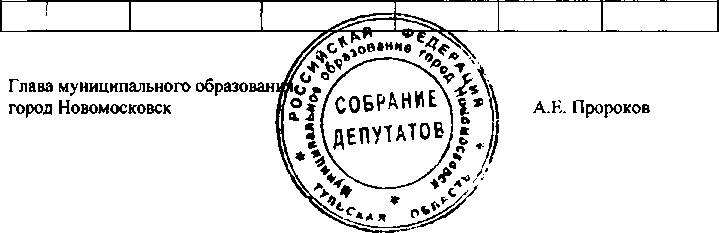 Глава муниципального образования
город Новомосковск
А.Е. Пророков
РОССИЙСКАЯ ФЕДЕРАЦИЯ * ТУЛЬСКАЯ ОБЛАСТЬ *
Муниципальное образование город Новомосковск *
СОБРАНИЕ
ДЕПУТАТОВ